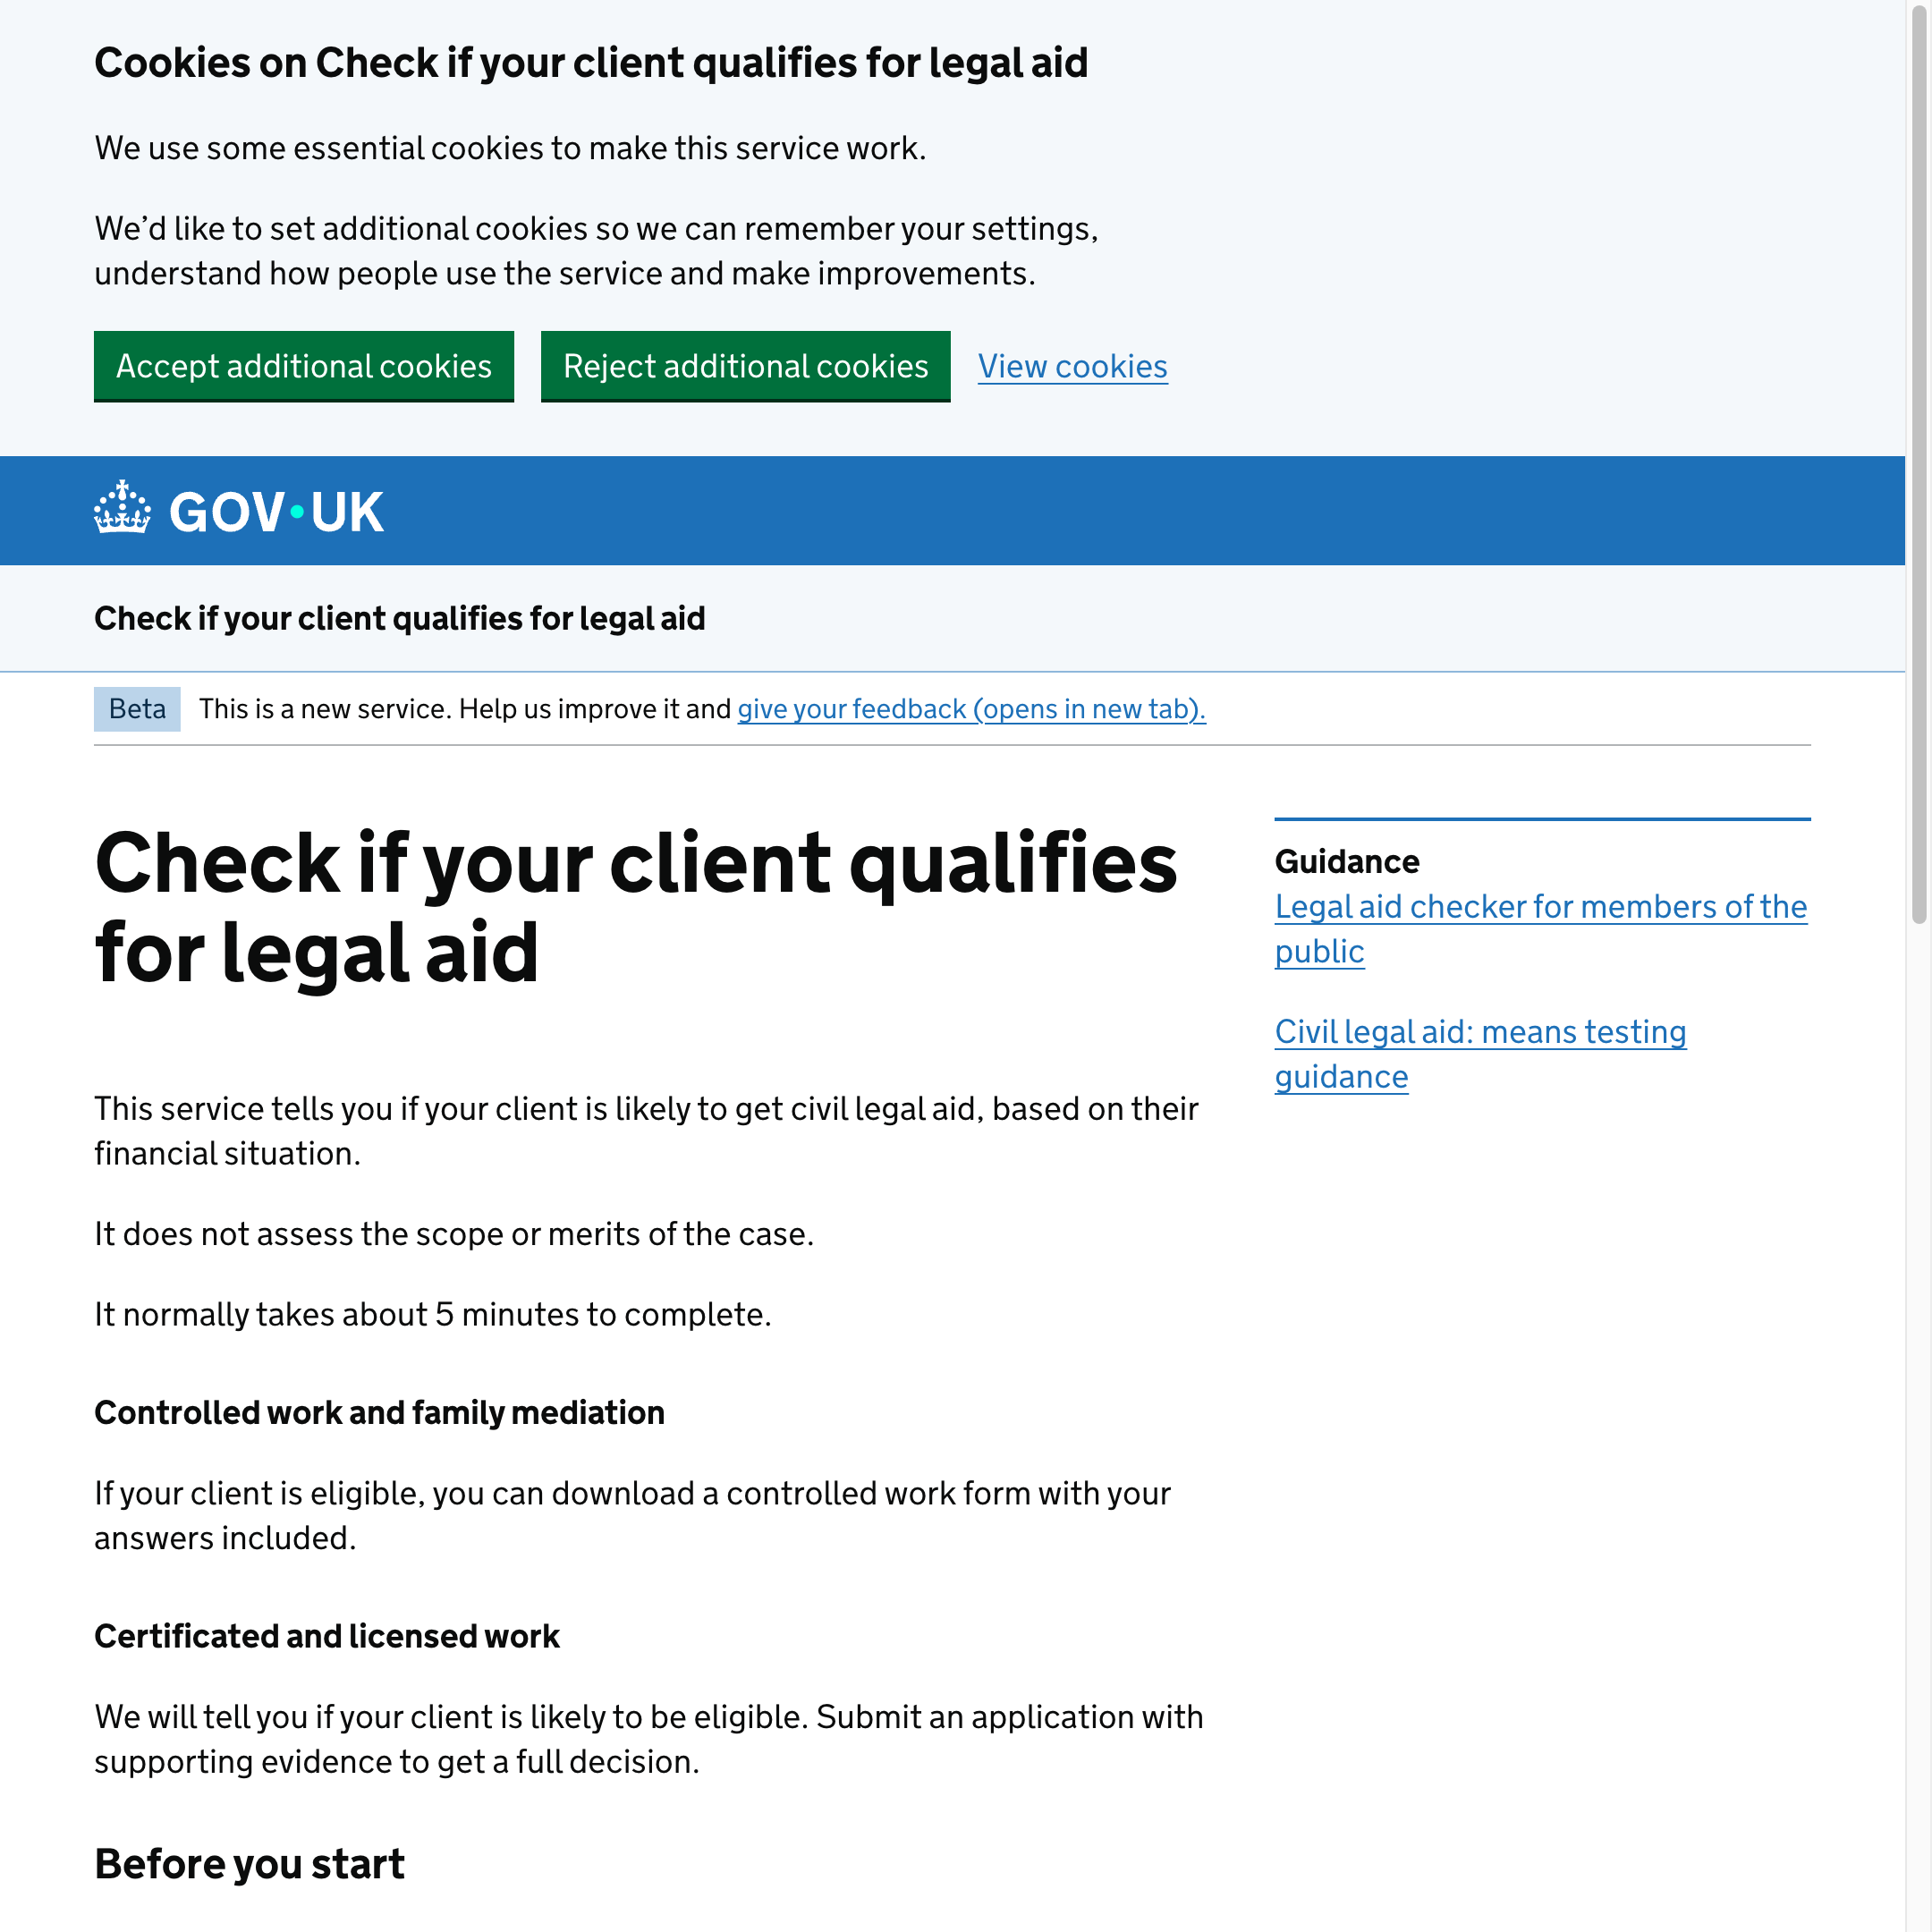 Cookies on Check if your client qualifies for legal aid
We use some essential cookies to make this service work.
We’d like to set additional cookies so we can remember your settings,
understand how people use the service and make improvements.
Accept additional cookies
Reject additional cookies
View cookies
GOV·UK
Check if your client qualifies for legal aid
Beta
This is a new service. Help us improve it and give your feedback (opens in new tab).
Check if your client qualifies
for legal aid
This service tells you if your client is likely to get civil legal aid, based on their
financial situation.
It does not assess the scope or merits of the case.
It normally takes about 5 minutes to complete.
Controlled work and family mediation
If your client is eligible, you can download a controlled work form with your
answers included.
Certificated and licensed work
We will tell you if your client is likely to be eligible. Submit an application with
supporting evidence to get a full decision.
Before you start
Guidance
Legal aid checker for members of the
public
Civil legal aid: means testing
guidance